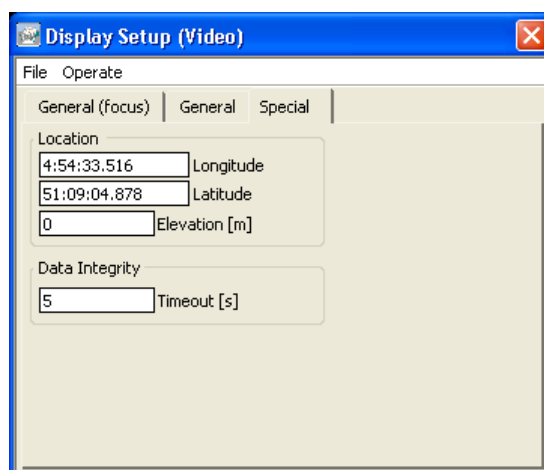 Display Setup (Video)
File Operate
General (focus) General Special
Location
4:54:33.516 Longitude
51:09:04.878 Latitude
0 Elevation [m]
Data Integrity
5 Timeout [s]